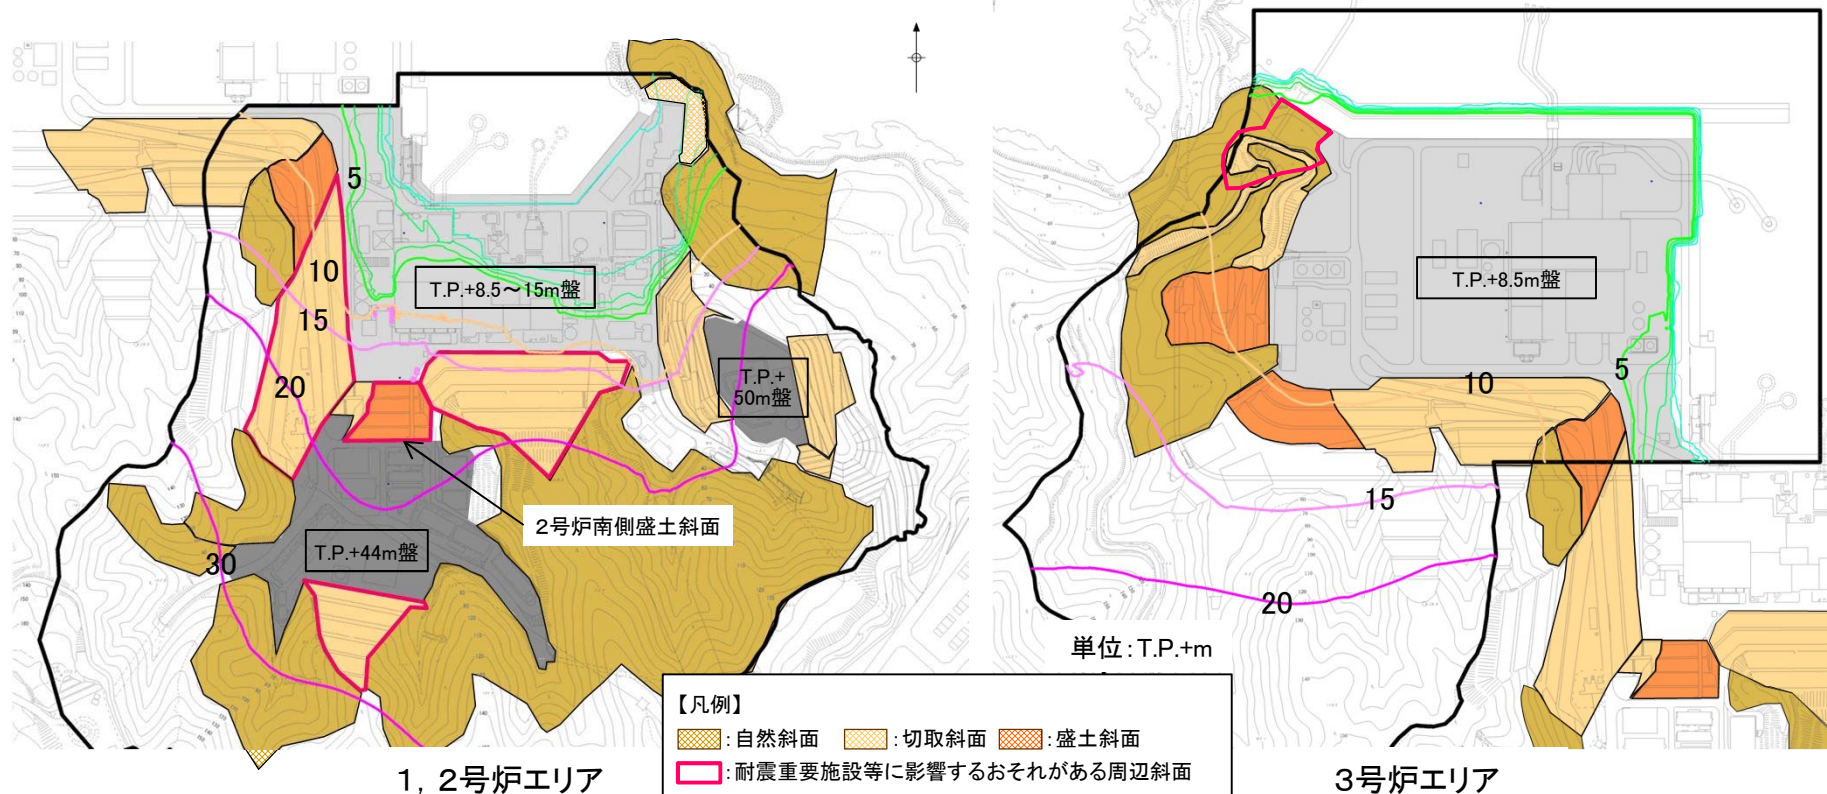 5
10
T.P.+8.5～15m盤
15
20
T.P.+
50m盤
2号炉南側盛土斜面
T.P.+44m盤
30
1，2号炉エリア
T.P.+8.5m盤
5
10
15
20
単位：T.P.+m
【凡例】
：自然斜面 ：切取斜面 ：盛土斜面
：耐震重要施設等に影響するおそれがある周辺斜面
3号炉エリア